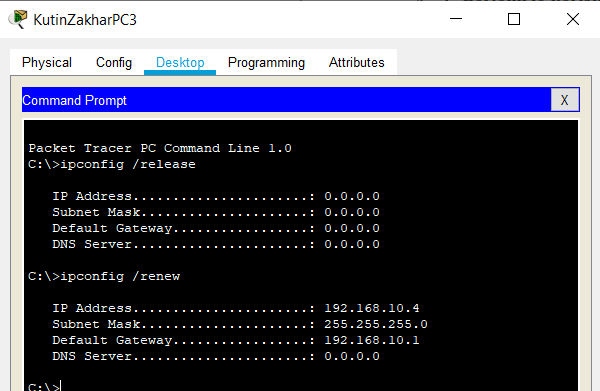 KutinZakharPC3
Physical Config Desktop Programming Attributes
Command Prompt X
Packet Tracer PC Command Line 1.0
C:\>ipconfig /release
IP Address......................: 0.0.0.0
Subnet Mask.....................: 0.0.0.0
Default Gateway.................: 0.0.0.0
DNS Server......................: 0.0.0.0
C:\>ipconfig /renew
IP Address......................: 192.168.10.4
Subnet Mask.....................: 255.255.255.0
Default Gateway.................: 192.168.10.1
DNS Server......................: 0.0.0.0
C:\>